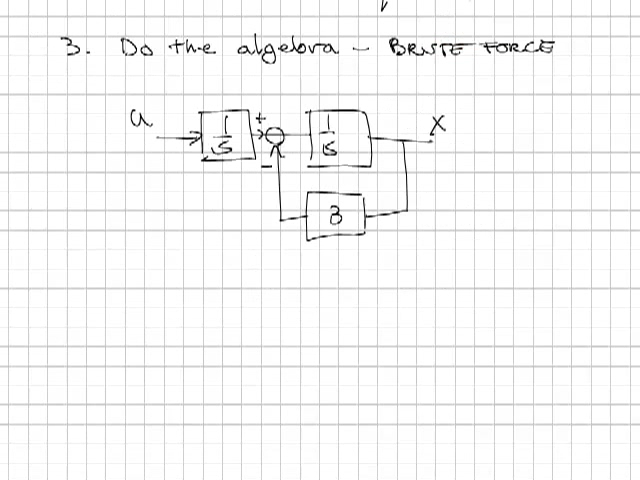 3. Do the algebra - BRUTE FORCE
u
1/s
+
-
1/s
X
3